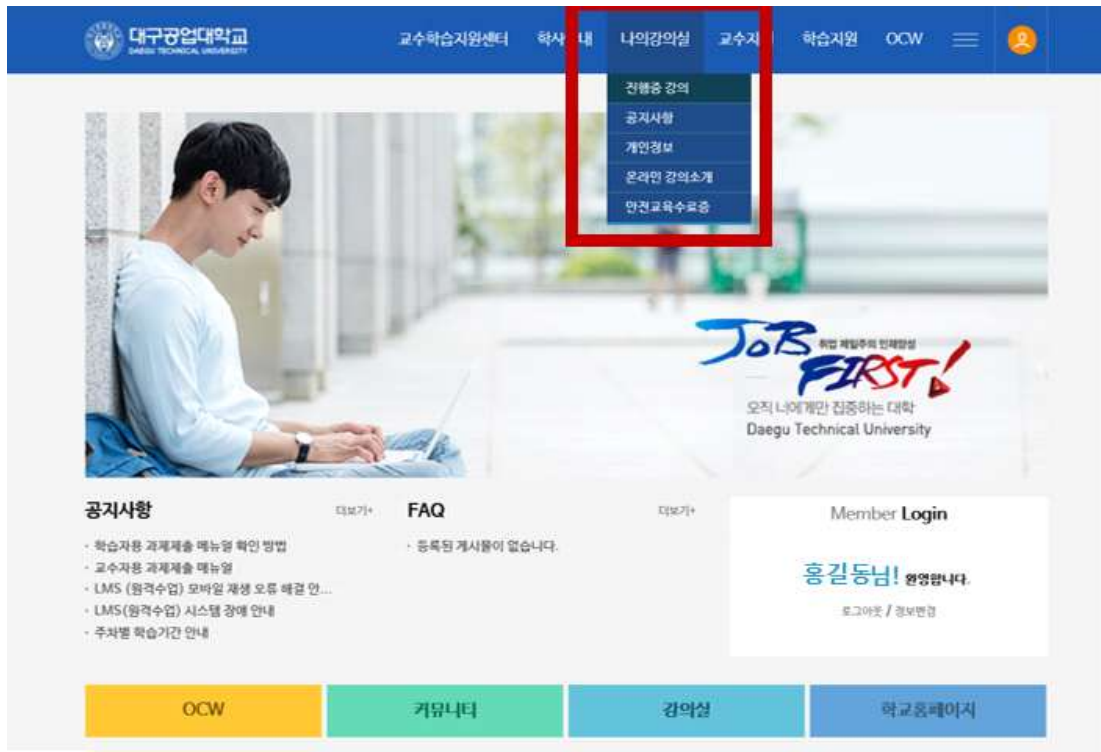 대구공업대학교
DAEGU TECHNICAL UNIVERSITY
교수학습지원센터 학사 내 나의강의실 교수지 학습지원 OCW
진행중 강의
공지사항
개인정보
온라인 강의소개
안전교육수료증
JOB
취업 제일주의 인재양성
FIRST!
오직 너에게만 집중하는 대학
Daegu Technical University
공지사항 더보기+
· 학습자용 과제제출 메뉴얼 확인 방법
· 교수자용 과제제출 메뉴얼
· LMS (원격수업) 모바일 재생 오류 해결 안...
· LMS(원격수업) 시스템 장애 안내
· 주차별 학습기간 안내
FAQ 더보기+
· 등록된 게시물이 없습니다.
Member Login
홍길동님! 환영합니다.
로그아웃 / 정보변경
OCW 커뮤니티 강의실 학교홈페이지